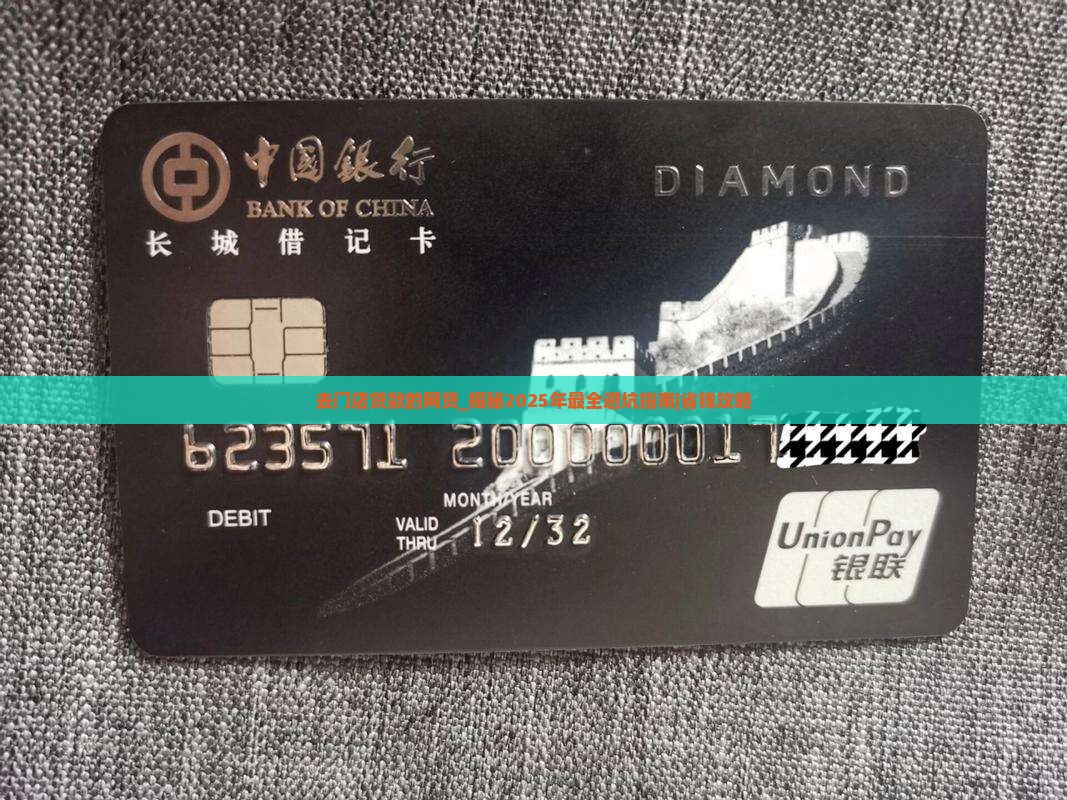 中国銀行
BANK OF CHINA
长城借记卡
DIAMOND
去门店贷款的网贷_揭秘2025年最全避坑指南|省钱攻略
623571 200000017
MONTH/YEAR
DEBIT
VALID THRU 12/32
UnionPay
银联